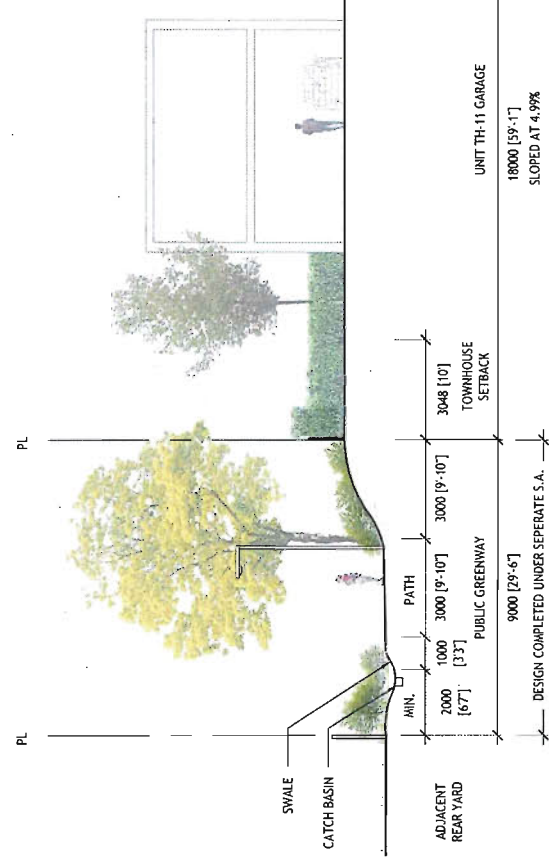 PL
PL
SWALE
CATCH BASIN
ADJACENT
REAR YARD
MIN.
2000
[6'7"]
1000
[3'3"]
PATH
3000 [9'-10"]
3000 [9'-10"]
PUBLIC GREENWAY
9000 [29'-6"]
DESIGN COMPLETED UNDER SEPERATE S.A.
3048 [10']
TOWNHOUSE
SETBACK
UNIT TH-11 GARAGE
18000 [59'-1"]
SLOPED AT 4.99%